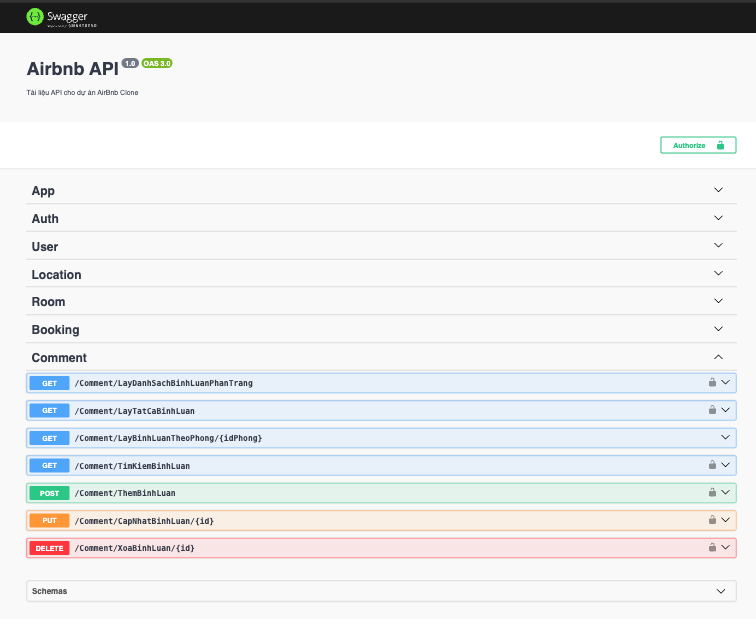 Swagger
Supported by SMARTBEAR
Airbnb API 1.0 OAS 3.0
Tài liệu API cho dự án AirBnb Clone
Authorize
App
Auth
User
Location
Room
Booking
Comment
GET /Comment/LayDanhSachBinhLuanPhanTrang
GET /Comment/LayTatCaBinhLuan
GET /Comment/LayBinhLuanTheoPhong/{idPhong}
GET /Comment/TimKiemBinhLuan
POST /Comment/ThemBinhLuan
PUT /Comment/CapNhatBinhLuan/{id}
DELETE /Comment/XoaBinhLuan/{id}
Schemas